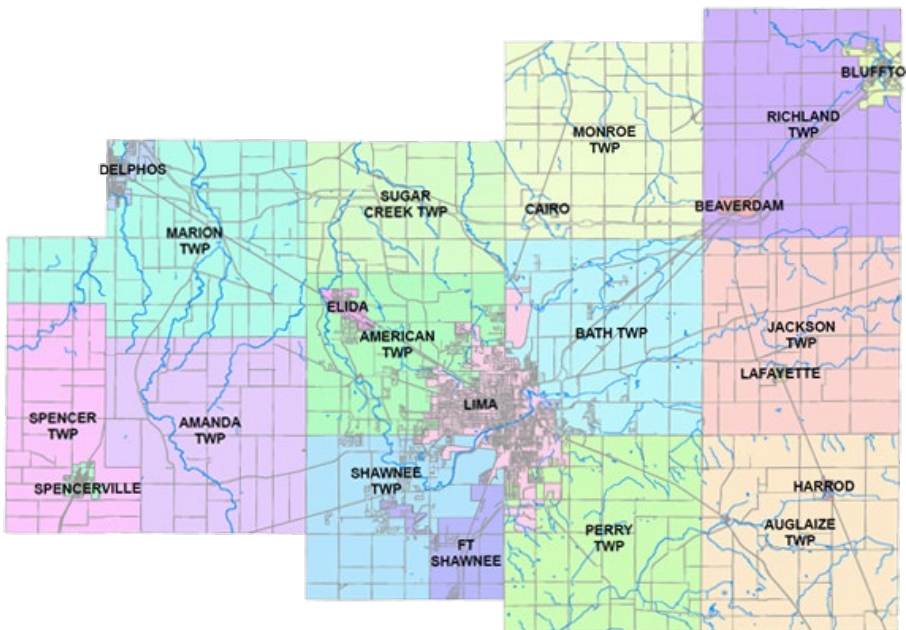 BLUFFTO
RICHLAND
TWP
MONROE
TWP
DELPHOS
SUGAR
CREEK TWP
CAIRO
BEAVERDAM
MARION
TWP
ELIDA
AMERICAN
TWP
BATH TWP
JACKSON
TWP
LAFAYETTE
LIMA
SPENCER
TWP
AMANDA
TWP
SHAWNEE
TWP
SPENCERVILLE
HARROD
PERRY
TWP
AUGLAIZE
TWP
FT
SHAWNEE